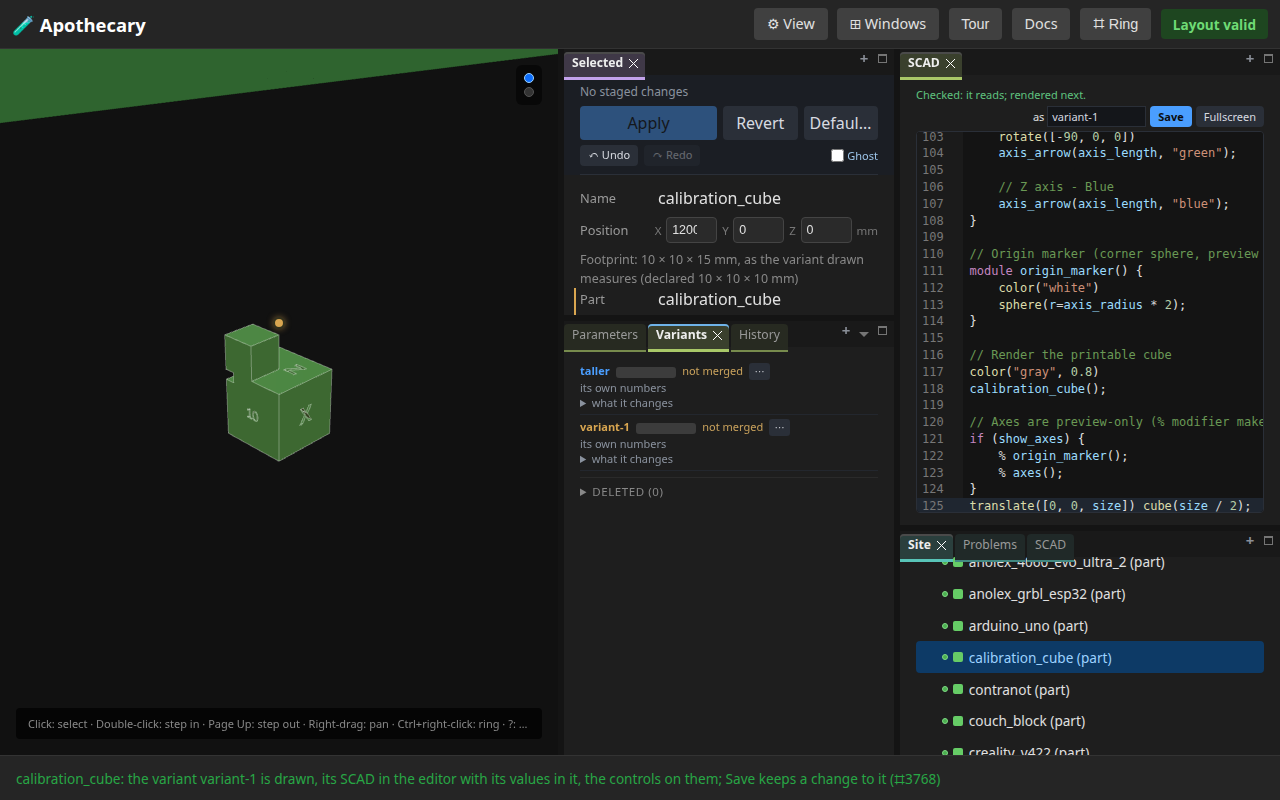 🧪 Apothecary
⚙ View
⊞ Windows
Tour
Docs
⌗ Ring
Layout valid
Selected
No staged changes
Apply
Revert
Defaul...
↶ Undo
↷ Redo
Ghost
Name calibration_cube
Position X 1200 Y 0 Z 0 mm
Footprint: 10 × 10 × 15 mm, as the variant drawn
measures (declared 10 × 10 × 10 mm)
Part calibration_cube
Parameters Variants History
taller not merged ...
its own numbers
▶ what it changes
variant-1 not merged ...
its own numbers
▶ what it changes
▶ DELETED (0)
SCAD
Checked: it reads; rendered next.
as variant-1 Save Fullscreen
103 rotate([-90, 0, 0])
104 axis_arrow(axis_length, "green");
105
106 // Z axis - Blue
107 axis_arrow(axis_length, "blue");
108 }
109
110 // Origin marker (corner sphere, preview
111 module origin_marker() {
112 color("white")
113 sphere(r=axis_radius * 2);
114 }
115
116 // Render the printable cube
117 color("gray", 0.8)
118 calibration_cube();
119
120 // Axes are preview-only (% modifier make
121 if (show_axes) {
122 % origin_marker();
123 % axes();
124 }
125 translate([0, 0, size]) cube(size / 2);
Site Problems SCAD
anolex_4060_evo_ultra_2 (part)
anolex_grbl_esp32 (part)
arduino_uno (part)
calibration_cube (part)
contranot (part)
couch_block (part)
creality_v422 (part)
10
X
Click: select · Double-click: step in · Page Up: step out · Right-drag: pan · Ctrl+right-click: ring · ?: ...
calibration_cube: the variant variant-1 is drawn, its SCAD in the editor with its values in it, the controls on them; Save keeps a change to it (⌗3768)